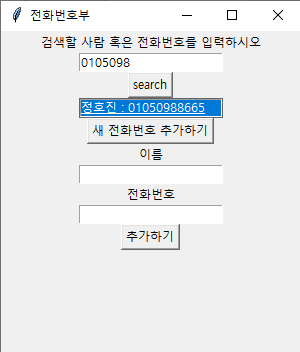 전화번호부
검색할 사람 혹은 전화번호를 입력하시오
0105098
search
정호진 : 01050988665
새 전화번호 추가하기
이름
전화번호
추가하기